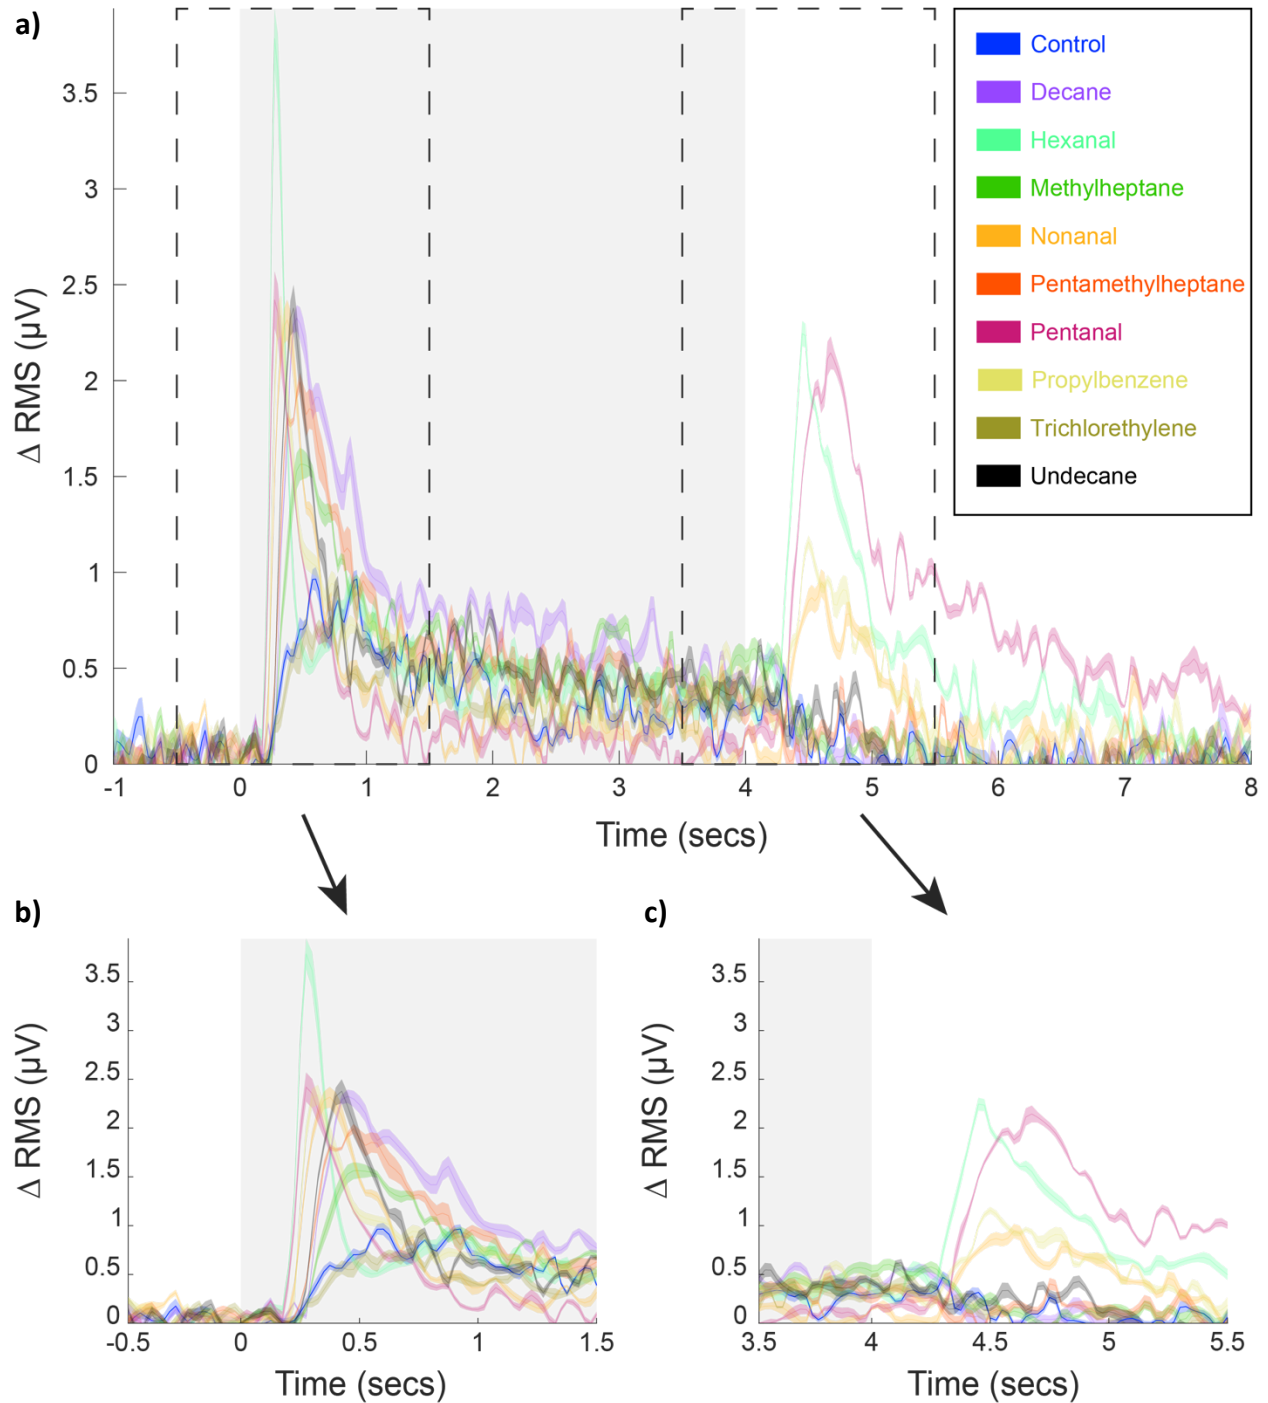 a)
Δ RMS (µV)
3.5
3
2.5
2
1.5
1
0.5
0
-1
0
1
2
3
4
5
6
7
8
Time (secs)
Control
Decane
Hexanal
Methylheptane
Nonanal
Pentamethylheptane
Pentanal
Propylbenzene
Trichlorethylene
Undecane
b)
Δ RMS (µV)
3.5
3
2.5
2
1.5
1
0.5
0
-0.5
0
0.5
1
1.5
Time (secs)
c)
Δ RMS (µV)
3.5
3
2.5
2
1.5
1
0.5
0
3.5
4
4.5
5
5.5
Time (secs)